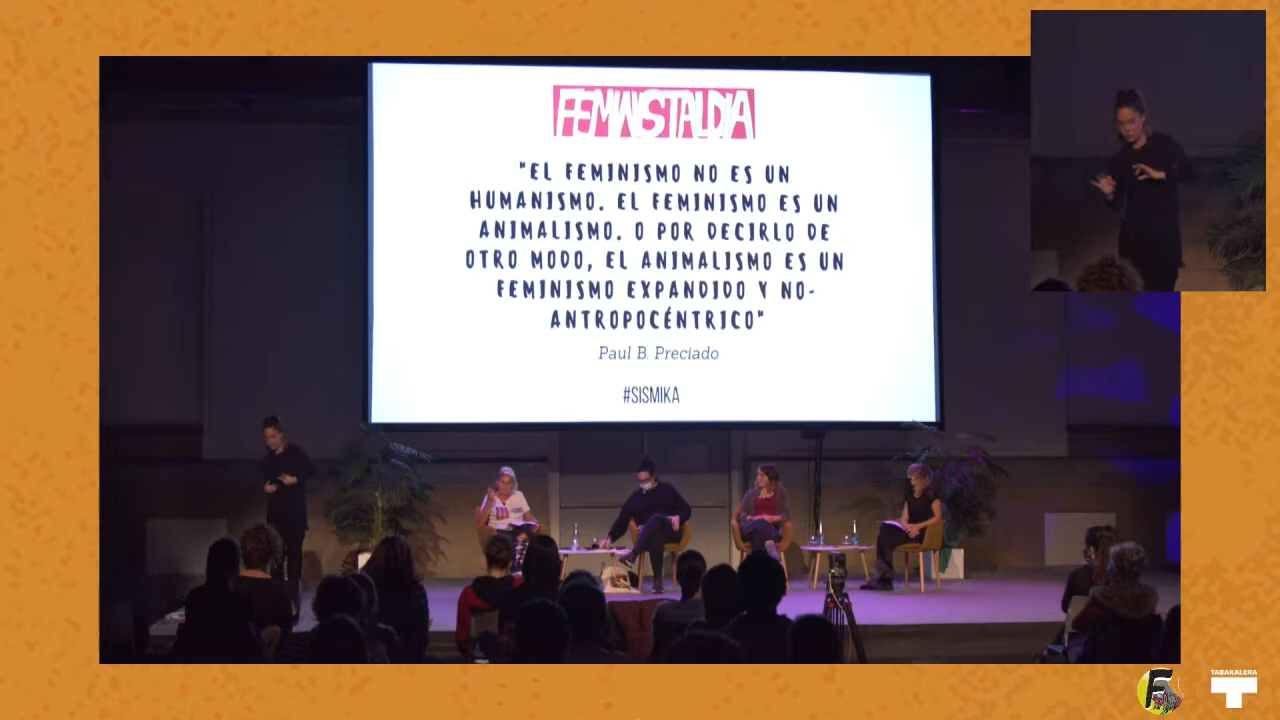 FEMINISTALDIA
"EL FEMINISMO NO ES UN
HUMANISMO. EL FEMINISMO ES UN
ANIMALISMO. O POR DECIRLO DE
OTRO MODO, EL ANIMALISMO ES UN
FEMINISMO EXPANDIDO Y NO-
ANTROPOCÉNTRICO"
Paul B. Preciado
#SISMIKA
TABAKALERA